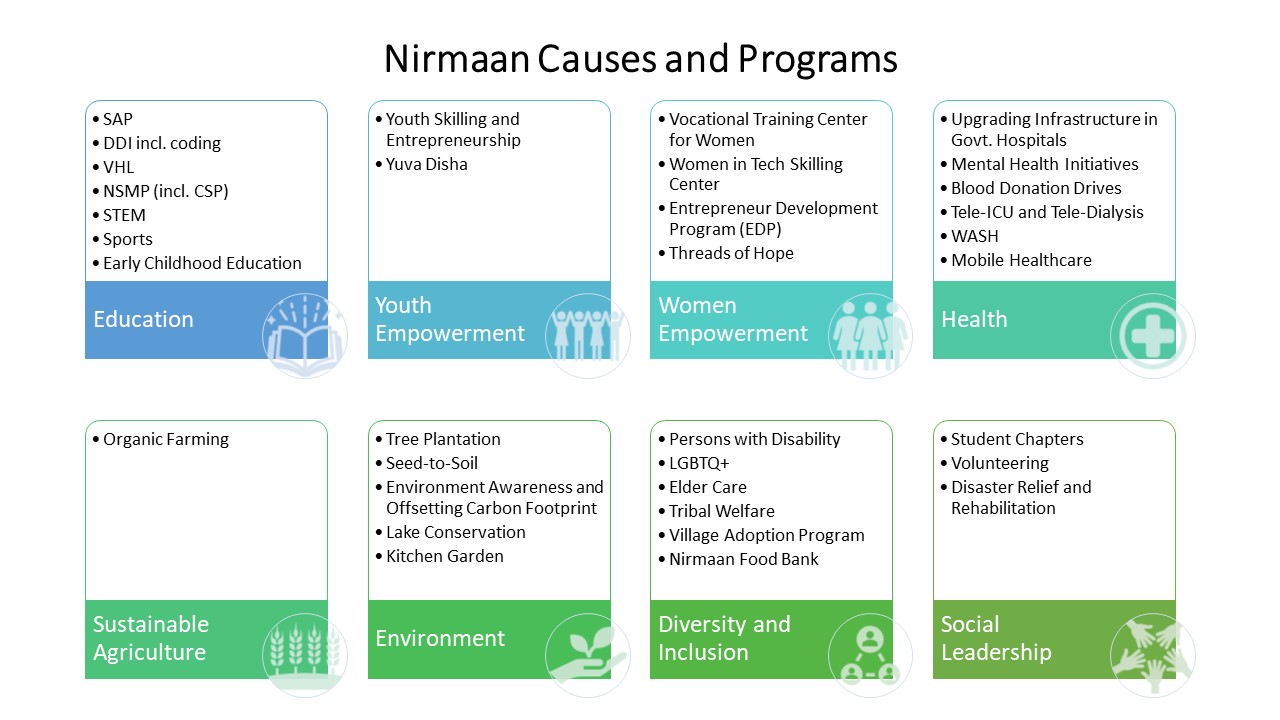 Nirmaan Causes and Programs
• SAP
• DDI incl. coding
• VHL
• NSMP (incl. CSP)
• STEM
• Sports
• Early Childhood Education
Education
• Youth Skilling and
Entrepreneurship
• Yuva Disha
Youth
Empowerment
• Vocational Training Center
for Women
• Women in Tech Skilling
Center
• Entrepreneur Development
Program (EDP)
• Threads of Hope
Women
Empowerment
• Upgrading Infrastructure in
Govt. Hospitals
• Mental Health Initiatives
• Blood Donation Drives
• Tele-ICU and Tele-Dialysis
• WASH
• Mobile Healthcare
Health
• Organic Farming
Sustainable
Agriculture
• Tree Plantation
• Seed-to-Soil
• Environment Awareness and
Offsetting Carbon Footprint
• Lake Conservation
• Kitchen Garden
Environment
• Persons with Disability
• LGBTQ+
• Elder Care
• Tribal Welfare
• Village Adoption Program
• Nirmaan Food Bank
Diversity and
Inclusion
• Student Chapters
• Volunteering
• Disaster Relief and
Rehabilitation
Social
Leadership